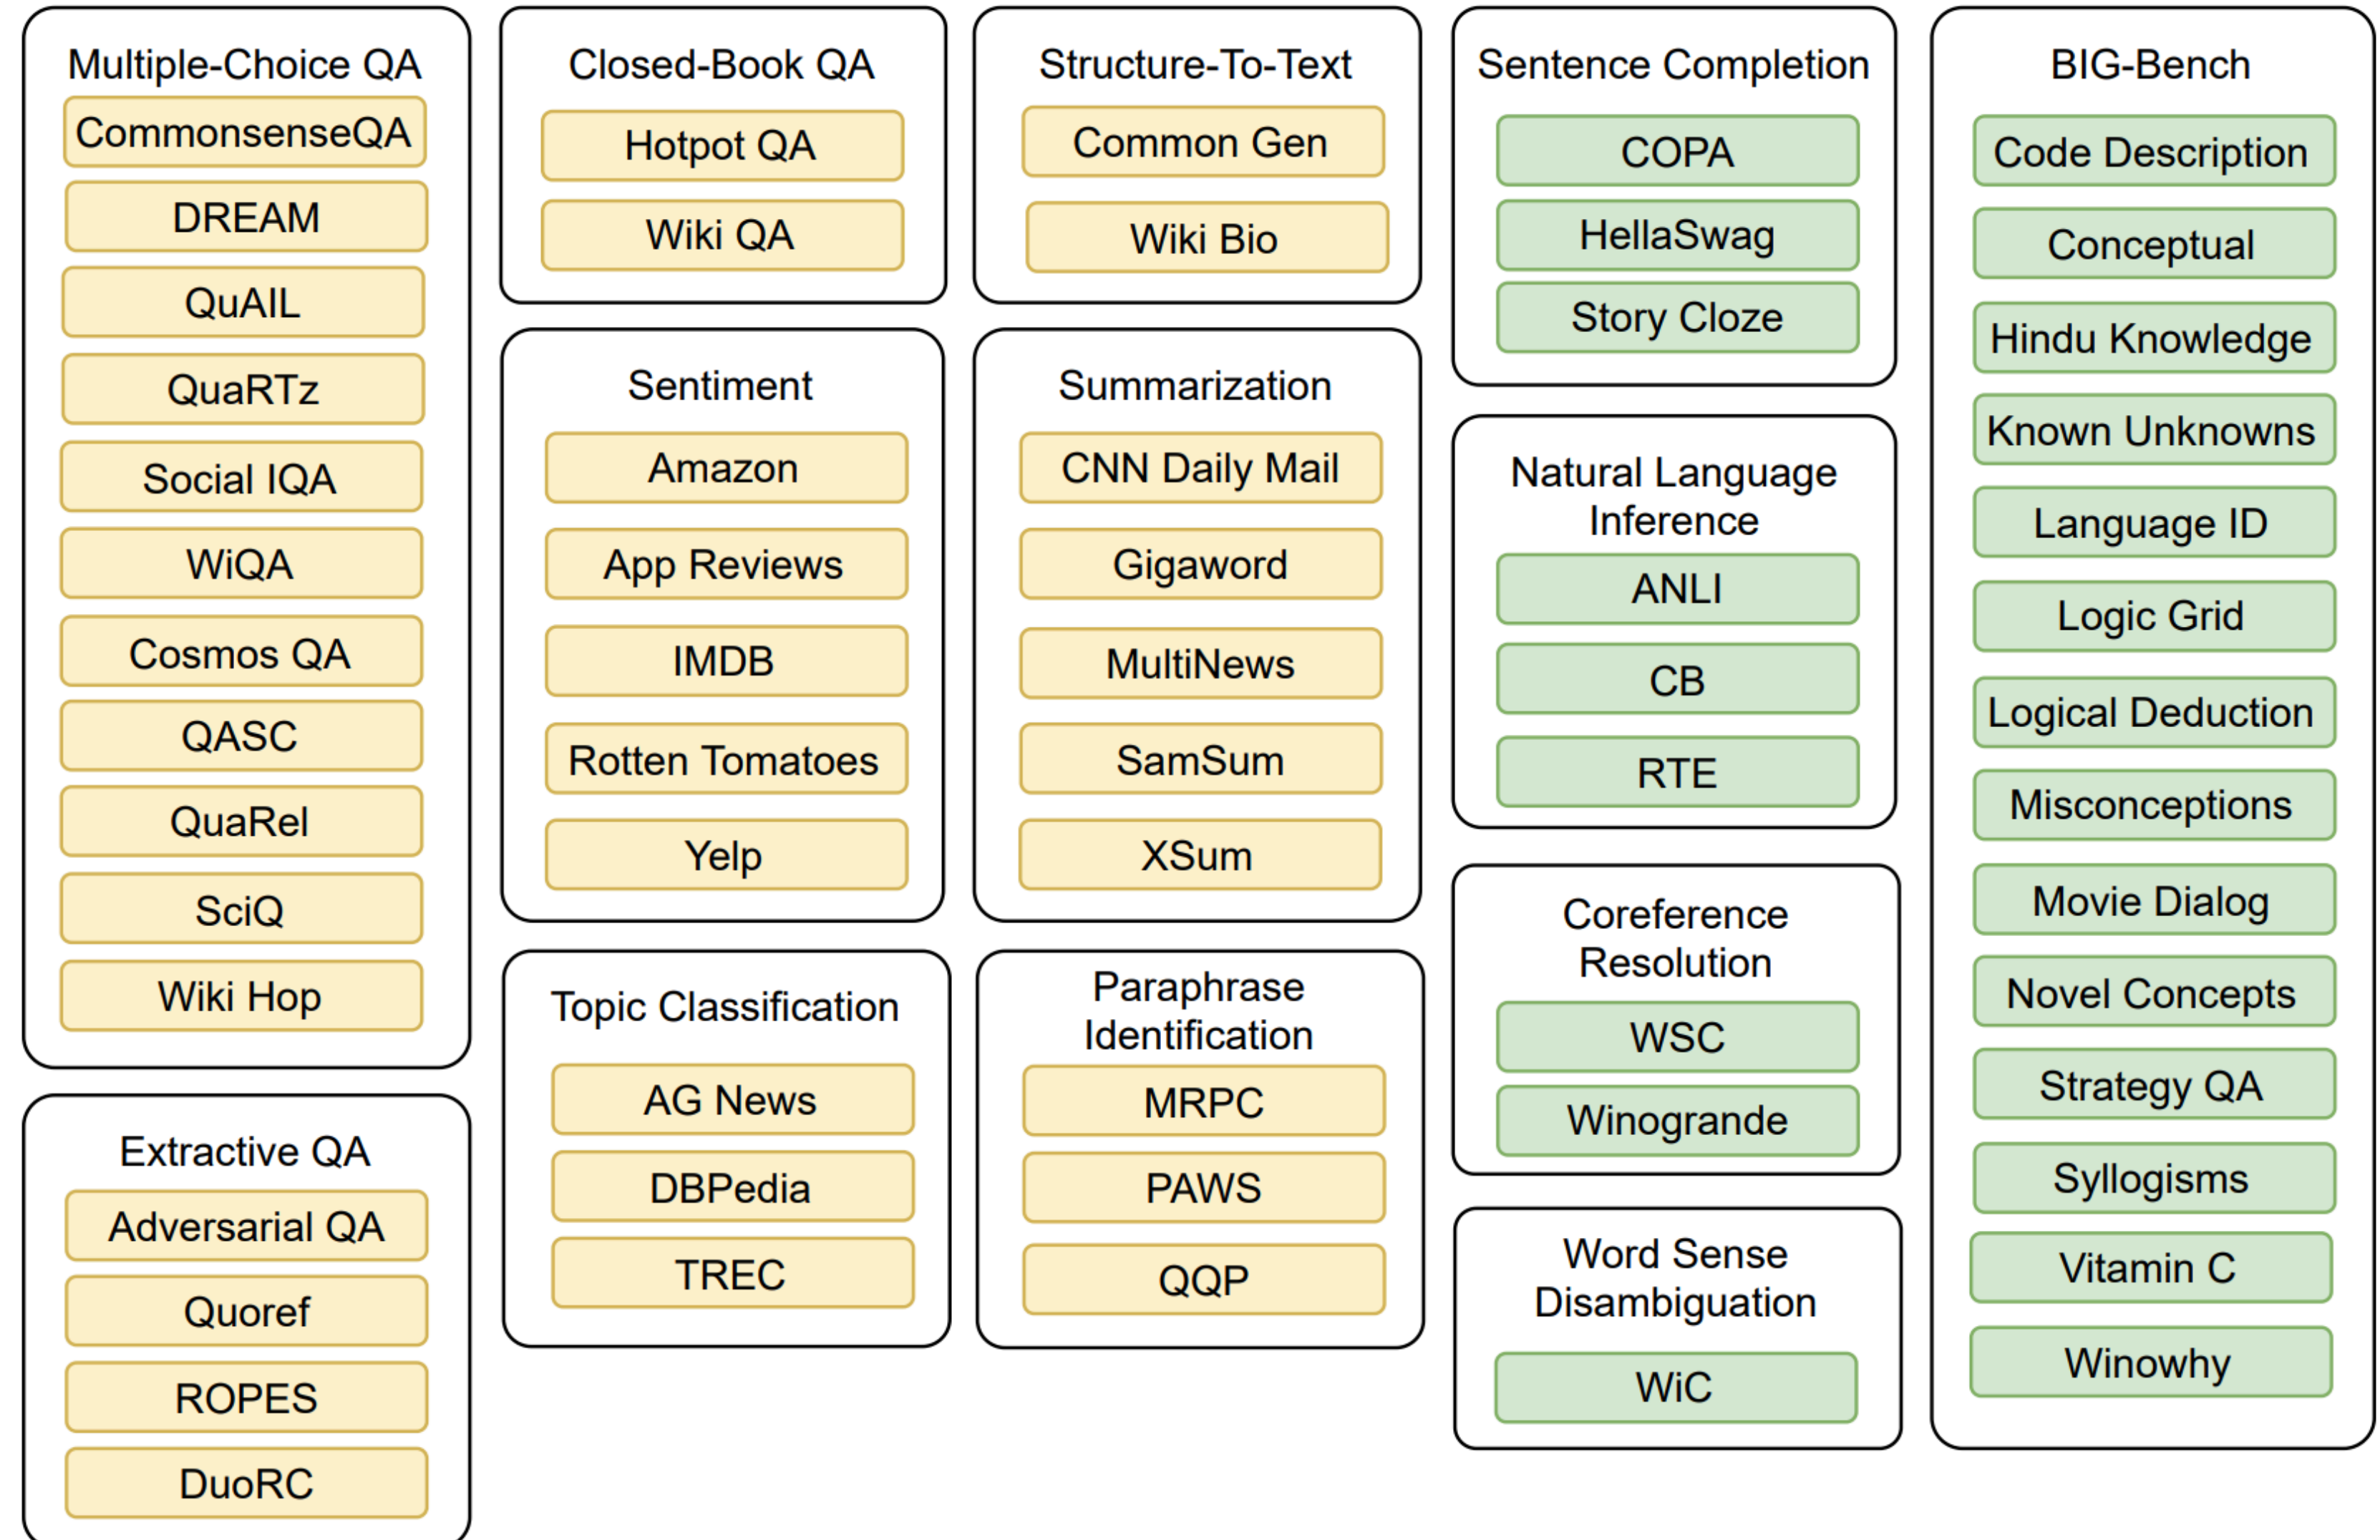 Multiple-Choice QA
CommonsenseQA
DREAM
QuAIL
QuaRTz
Social IQA
WiQA
Cosmos QA
QASC
QuaRel
SciQ
Wiki Hop
Extractive QA
Adversarial QA
Quoref
ROPES
DuoRC
Closed-Book QA
Hotpot QA
Wiki QA
Sentiment
Amazon
App Reviews
IMDB
Rotten Tomatoes
Yelp
Topic Classification
AG News
DBPedia
TREC
Structure-To-Text
Common Gen
Wiki Bio
Summarization
CNN Daily Mail
Gigaword
MultiNews
SamSum
XSum
Paraphrase
Identification
MRPC
PAWS
QQP
Sentence Completion
COPA
HellaSwag
Story Cloze
Natural Language
Inference
ANLI
CB
RTE
Coreference
Resolution
WSC
Winogrande
Word Sense
Disambiguation
WiC
BIG-Bench
Code Description
Conceptual
Hindu Knowledge
Known Unknowns
Language ID
Logic Grid
Logical Deduction
Misconceptions
Movie Dialog
Novel Concepts
Strategy QA
Syllogisms
Vitamin C
Winowhy